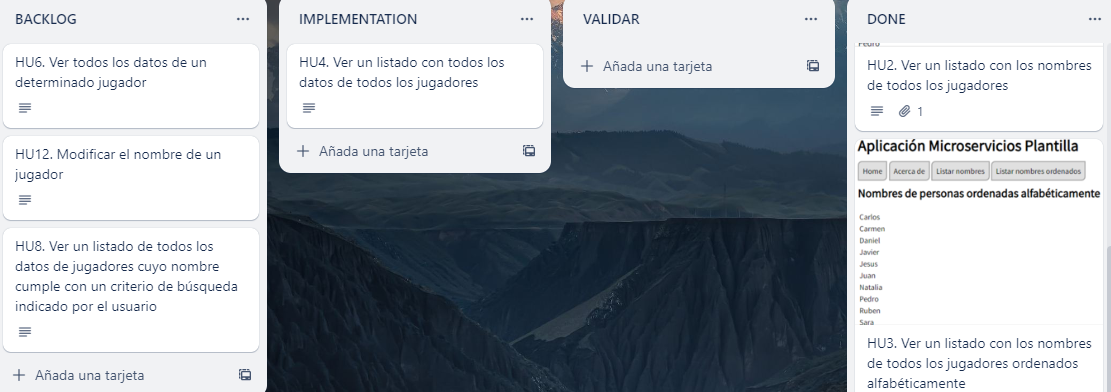 BACKLOG
HU6. Ver todos los datos de un
determinado jugador
HU12. Modificar el nombre de un
jugador
HU8. Ver un listado de todos los
datos de jugadores cuyo nombre
cumple con un criterio de búsqueda
indicado por el usuario
Añada una tarjeta
IMPLEMENTATION
HU4. Ver un listado con todos los
datos de todos los jugadores
Añada una tarjeta
VALIDAR
Añada una tarjeta
DONE
Pedro
HU2. Ver un listado con los nombres
de todos los jugadores
1
Aplicación Microservicios Plantilla
Home Acerca de Listar nombres Listar nombres ordenados
Nombres de personas ordenadas alfabéticamente
Carlos
Carmen
Daniel
Javier
Jesus
Juan
Natalia
Pedro
Ruben
Sara
HU3. Ver un listado con los nombres
de todos los jugadores ordenados
alfabéticamente